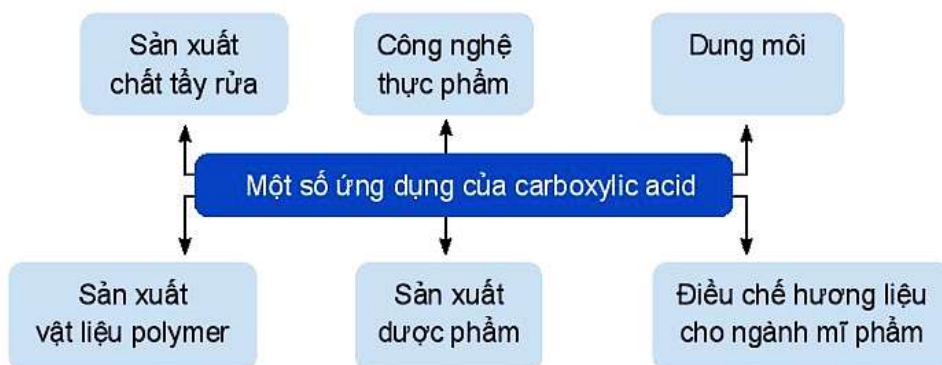 Sản xuất
chất tẩy rửa
Công nghệ
thực phẩm
Dung môi
Một số ứng dụng của carboxylic acid
Sản xuất
vật liệu polymer
Sản xuất
dược phẩm
Điều chế hương liệu
cho ngành mĩ phẩm